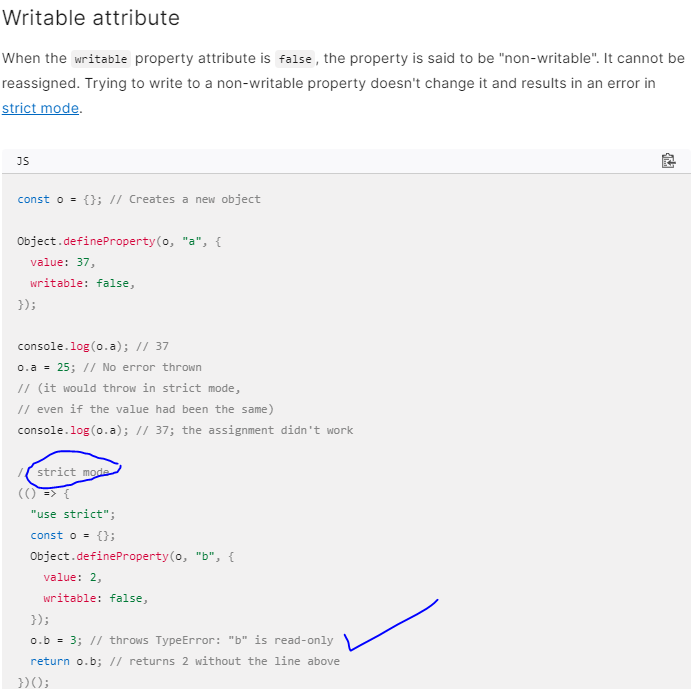 Writable attribute
When the writable property attribute is false, the property is said to be "non-writable". It cannot be
reassigned. Trying to write to a non-writable property doesn't change it and results in an error in
strict mode.
JS
const o = {}; // Creates a new object
Object.defineProperty(o, "a", {
  value: 37,
  writable: false,
});
console.log(o.a); // 37
o.a = 25; // No error thrown
// (it would throw in strict mode,
// even if the value had been the same)
console.log(o.a); // 37; the assignment didn't work
// strict mode
(() => {
  "use strict";
  const o = {};
  Object.defineProperty(o, "b", {
    value: 2,
    writable: false,
  });
  o.b = 3; // throws TypeError: "b" is read-only
  return o.b; // returns 2 without the line above
})();